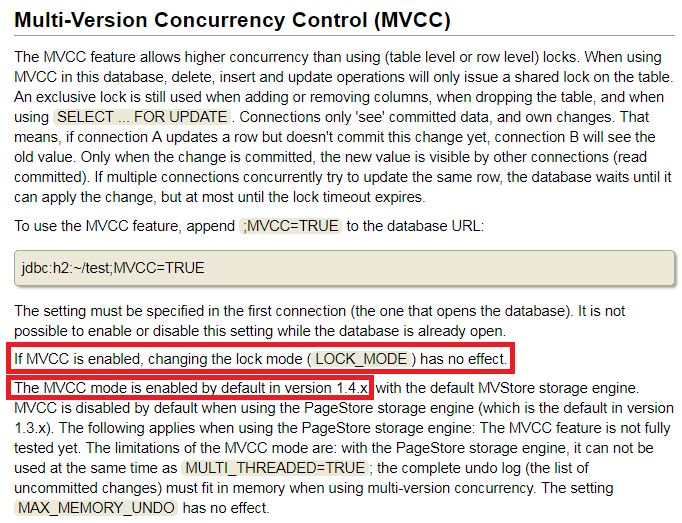 Multi-Version Concurrency Control (MVCC)
The MVCC feature allows higher concurrency than using (table level or row level) locks. When using
MVCC in this database, delete, insert and update operations will only issue a shared lock on the table.
An exclusive lock is still used when adding or removing columns, when dropping the table, and when
using SELECT ... FOR UPDATE . Connections only 'see' committed data, and own changes. That
means, if connection A updates a row but doesn't commit this change yet, connection B will see the
old value. Only when the change is committed, the new value is visible by other connections (read
committed). If multiple connections concurrently try to update the same row, the database waits until it
can apply the change, but at most until the lock timeout expires.
To use the MVCC feature, append ;MVCC=TRUE to the database URL:
jdbc:h2:~/test;MVCC=TRUE
The setting must be specified in the first connection (the one that opens the database). It is not
possible to enable or disable this setting while the database is already open.
If MVCC is enabled, changing the lock mode ( LOCK_MODE ) has no effect.
The MVCC mode is enabled by default in version 1.4.x with the default MVStore storage engine.
MVCC is disabled by default when using the PageStore storage engine (which is the default in version
1.3.x). The following applies when using the PageStore storage engine: The MVCC feature is not fully
tested yet. The limitations of the MVCC mode are: with the PageStore storage engine, it can not be
used at the same time as MULTI_THREADED=TRUE ; the complete undo log (the list of
uncommitted changes) must fit in memory when using multi-version concurrency. The setting
MAX_MEMORY_UNDO has no effect.